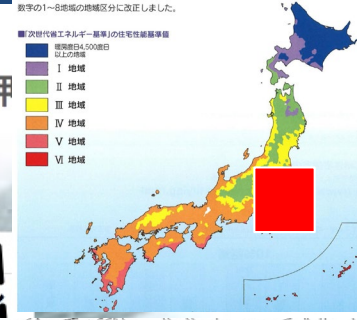 数字の1～8地域の地域区分に改正しました。
■「次世代省エネルギー基準」の住宅性能基準値
暖房度日4,500度日
以上の地域
Ⅰ 地域
Ⅱ 地域
Ⅲ 地域
Ⅳ 地域
Ⅴ 地域
Ⅵ 地域